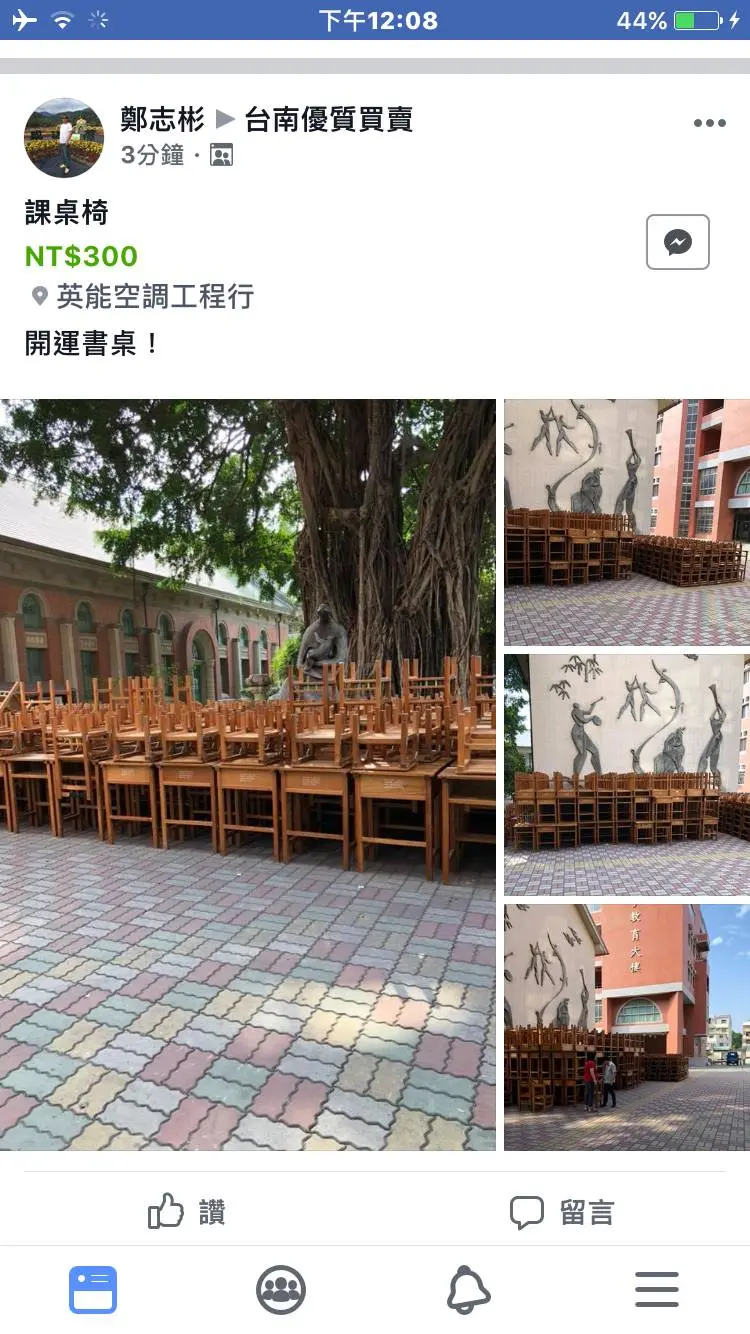 下午12:08
44%
鄭志彬 ▶ 台南優質買賣
3分鐘 ·
課桌椅
NT$300
英能空調工程行
開運書桌！
教育大樓
讚
留言